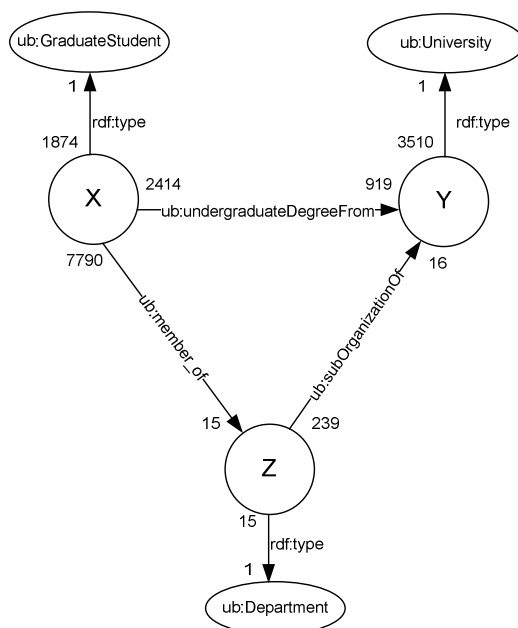 ub:GraduateStudent
ub:University
1
1
rdf:type
rdf:type
1874
3510
X
2414
919
Y
ub:undergraduateDegreeFrom
7790
16
ub:member_of
ub:subOrganizationOf
15
239
Z
15
rdf:type
1
ub:Department